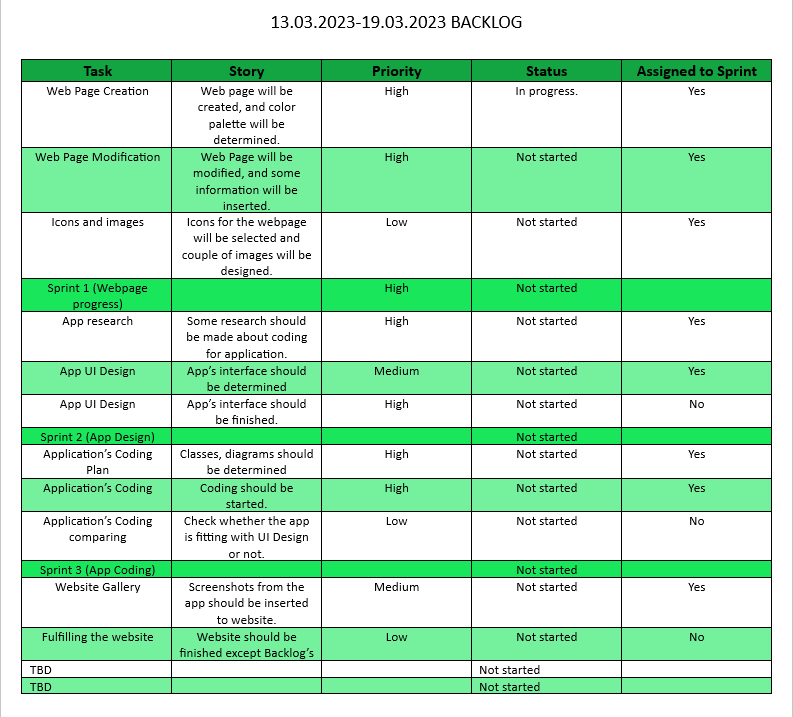 13.03.2023-19.03.2023 BACKLOG
Task Story Priority Status Assigned to Sprint
Web Page Creation Web page will be High In progress. Yes
created, and color
palette will be
determined.
Web Page Modification Web Page will be High Not started Yes
modified, and some
information will be
inserted.
Icons and images Icons for the webpage Low Not started Yes
will be selected and
couple of images will be
designed.
Sprint 1 (Webpage High Not started
progress)
App research Some research should High Not started Yes
be made about coding
for application.
App UI Design App's interface should Medium Not started Yes
be determined
App UI Design App's interface should High Not started No
be finished.
Sprint 2 (App Design) Not started
Application's Coding Classes, diagrams should High Not started Yes
Plan be determined
Application's Coding Coding should be High Not started Yes
started.
Application's Coding Check whether the app Low Not started No
comparing is fitting with UI Design
or not.
Sprint 3 (App Coding) Not started
Website Gallery Screenshots from the Medium Not started Yes
app should be inserted
to website.
Fulfilling the website Website should be Low Not started No
finished except Backlog's
TBD Not started
TBD Not started